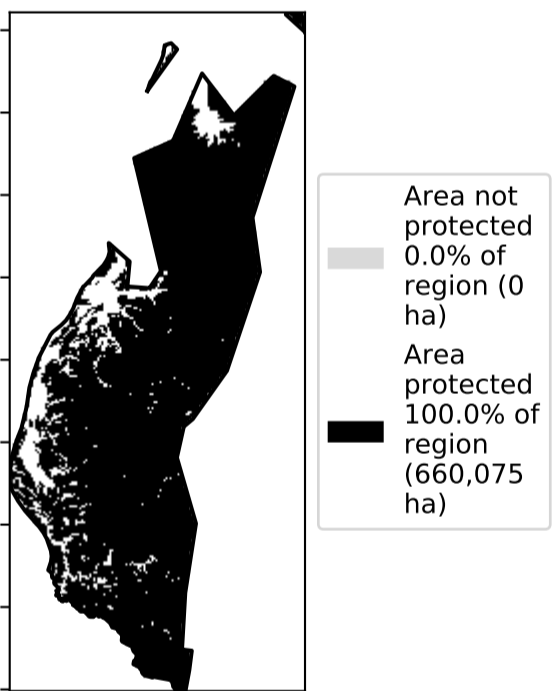 Area not
protected
0.0% of
region (0
ha)
Area
protected
100.0% of
region
(660,075
ha)